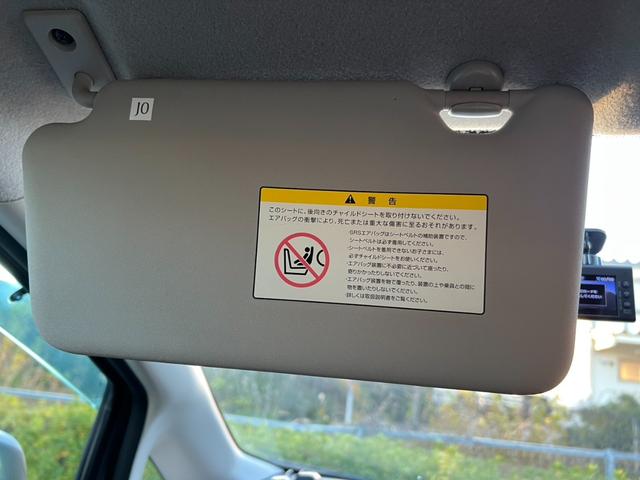 J0
警 告
このシートに、後向きのチャイルドシートを取り付けないでください。
エアバッグの衝撃により、死亡または重大な傷害に至るおそれがあります。
・SRSエアバッグはシートベルトの補助装置ですので、
シートベルトは必ず着用してください。
・シートベルトを着用できないお子さまには、
必ずチャイルドシートをお使いください。
・エアバッグ装置に不必要に近づいて座ったり、
寄りかかったりしないでください。
・エアバッグ装置を物で覆ったり、装置の上や乗員との間に
物を置いたりしないでください。
・詳しくは取扱説明書をご覧ください。